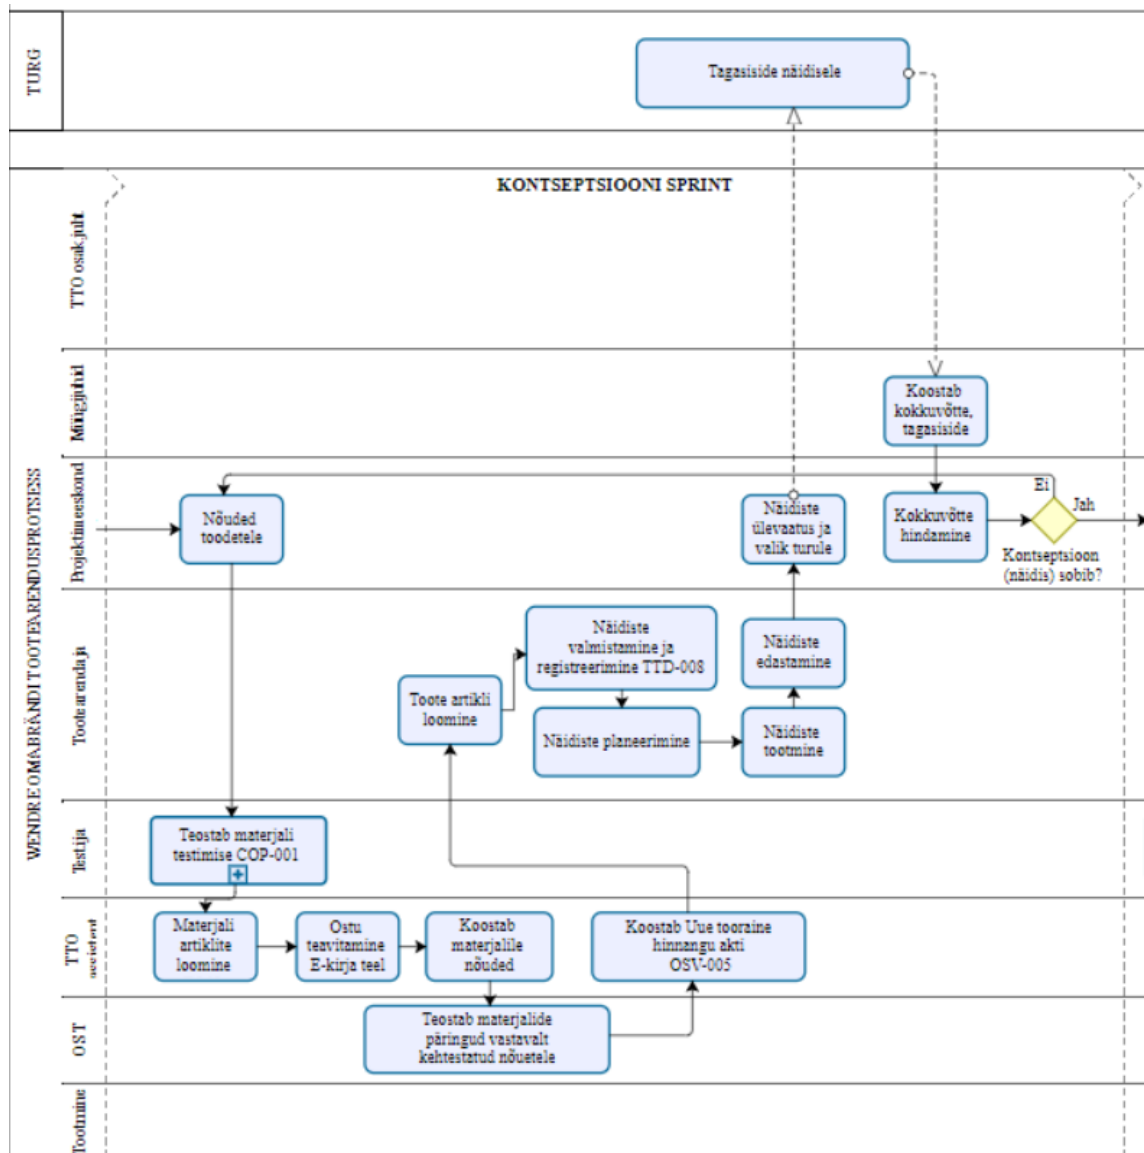 TURG
Tagasiside näidisele
WENDRE OMABRÄNDI TOOTEARENDUSPROTSESS
KONTSEPTSIOONI SPRINT
TTO osak.juht
Müügijuhid
Koostab
kokkuvõtte,
tagasiside
Projektimeeskond
Nõuded
toodetele
Näidiste
ülevaatus ja
valik turule
Kokkuvõtte
hindamine
Ei
Jah
Kontseptsioon
(näidis) sobib?
Tootearendaja
Toote artikli
loomine
Näidiste
valmistamine ja
registreerimine TTD-008
Näidiste planeerimine
Näidiste
edastamine
Näidiste
tootmine
Testija
Teostab materjali
testimise COP-001
TTO
Materjali
artiklite
loomine
Ostu
teavitamine
E-kirja teel
Koostab
materjalile
nõuded
Koostab Uue tooraine
hinnangu akti
OSV-005
OST
Teostab materjalide
päringud vastavalt
kehtestatud nõuetele
Tootmine